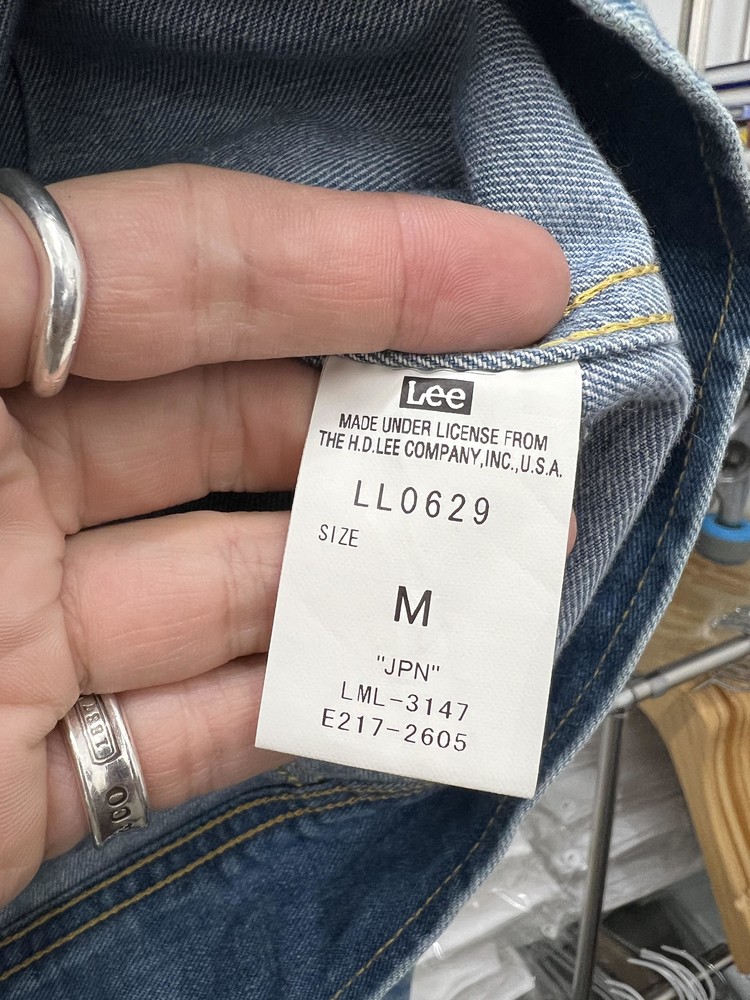 Lee
MADE UNDER LICENSE FROM
THE H.D.LEE COMPANY,INC.,U.S.A.
LL0629
SIZE
M
"JPN"
LML-3147
E217-2605